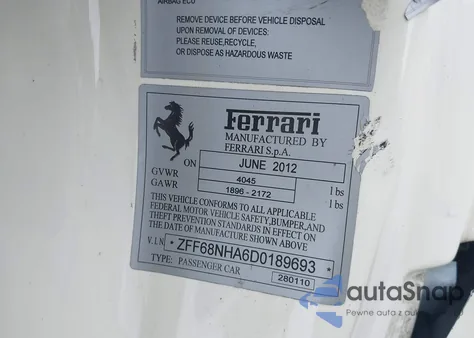 AIRBAG ECU
REMOVE DEVICE BEFORE VEHICLE DISPOSAL
UPON REMOVAL OF DEVICES:
PLEASE REUSE,RECYCLE,
OR DISPOSE AS HAZARDOUS WASTE
Ferrari
MANUFACTURED BY
FERRARI S.p.A.
ON JUNE 2012
GVWR 4045 lbs
GAWR 1896 - 2172 lbs
THIS VEHICLE CONFORMS TO ALL APPLICABLE
FEDERAL MOTOR VEHICLE SAFETY,BUMPER,AND
THEFT PREVENTION STANDARDS IN EFFECT ON
THE DATE OF MANUFACTURE SHOWN ABOVE
V.I.N. * ZFF68NHA6D0189693 *
TYPE: PASSENGER CAR 280110
autaSnap
Pewne auta z aukcji